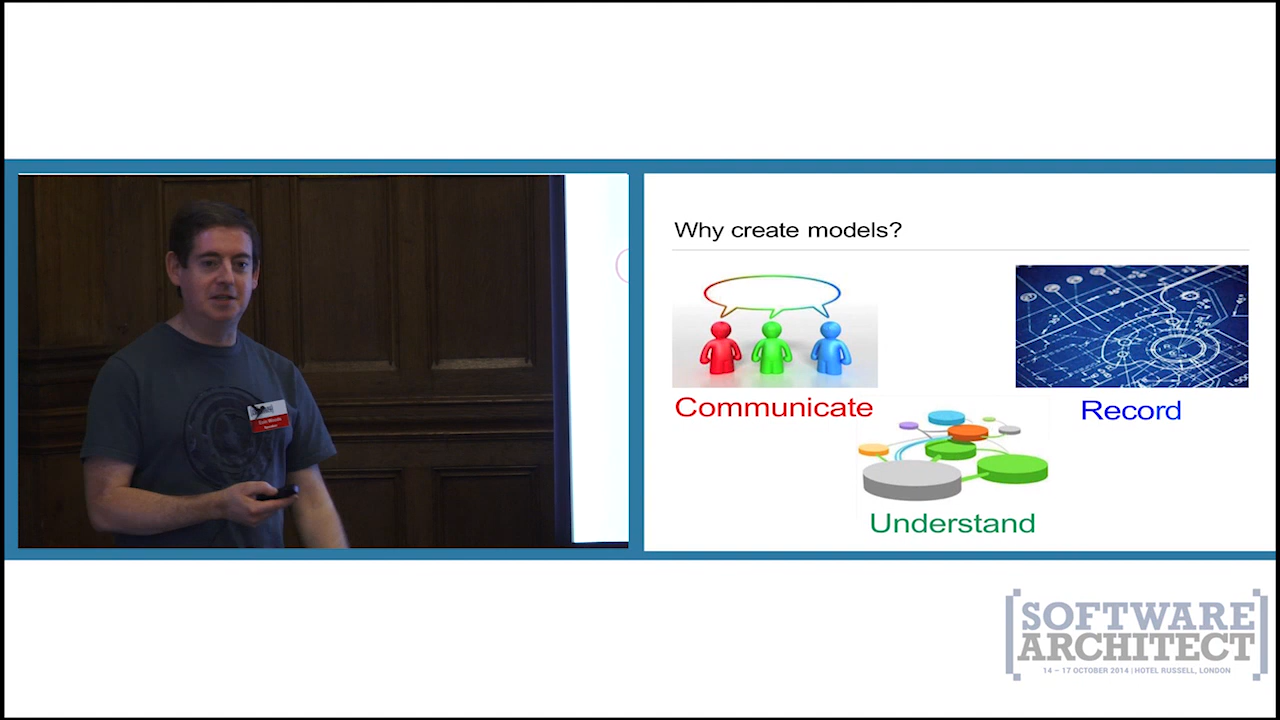 Why create models?
Communicate
Record
Understand
[SOFTWARE]
[ARCHITECT]
14 – 17 OCTOBER 2014 | HOTEL RUSSELL, LONDON